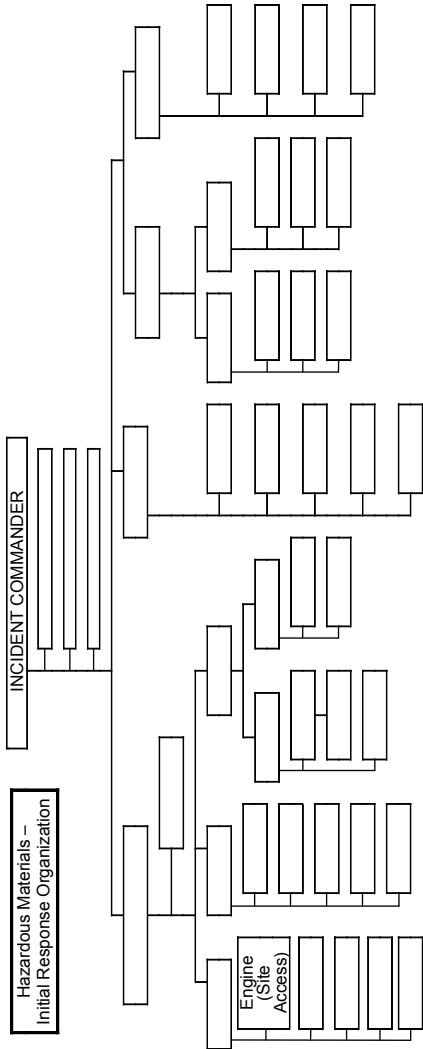 Hazardous Materials –
Initial Response Organization
INCIDENT COMMANDER
Engine
(Site
Access)